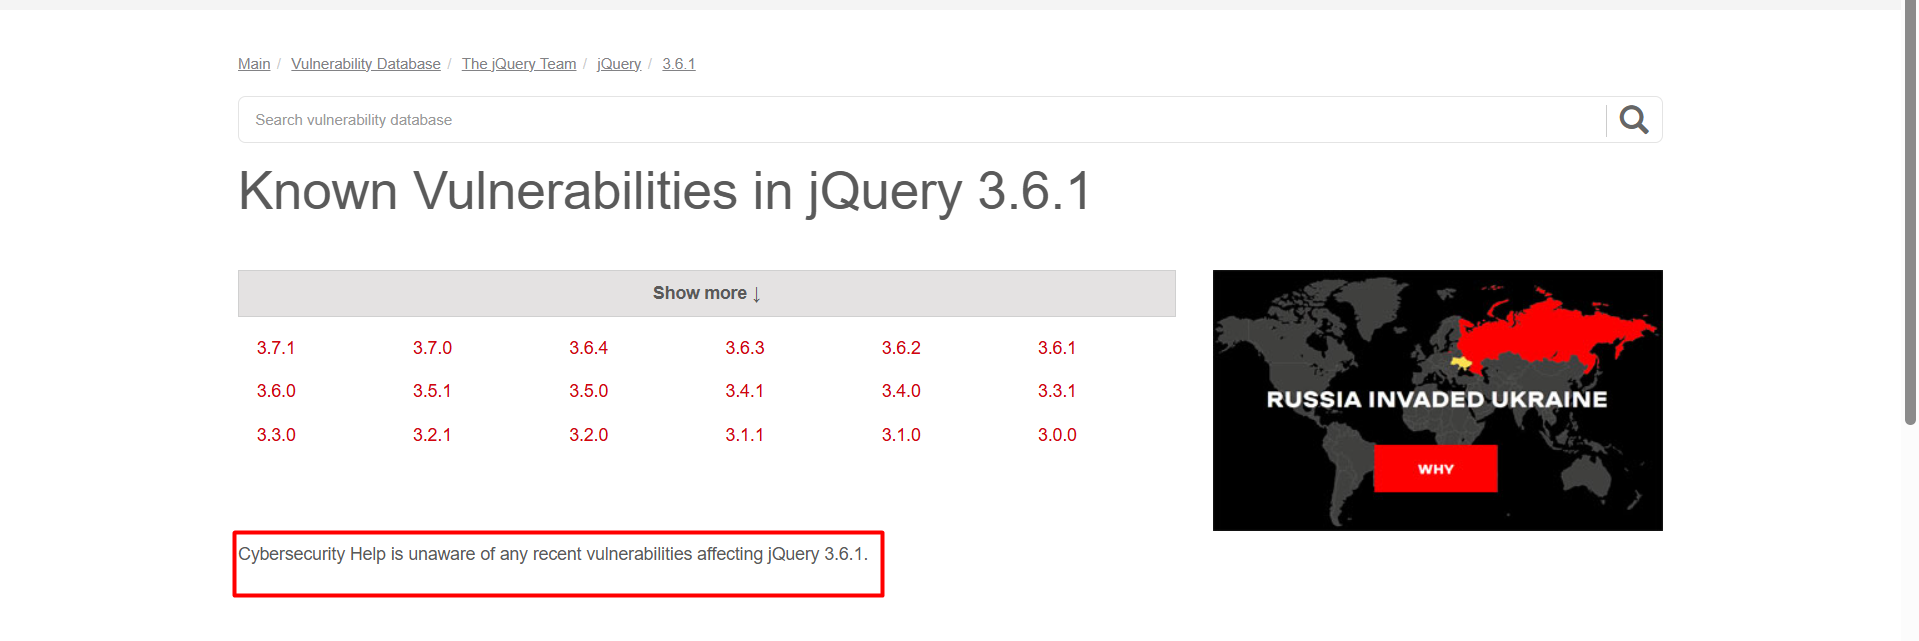 Main / Vulnerability Database / The jQuery Team / jQuery / 3.6.1
Search vulnerability database
Known Vulnerabilities in jQuery 3.6.1
Show more ↓
3.7.1 3.7.0 3.6.4 3.6.3 3.6.2 3.6.1
3.6.0 3.5.1 3.5.0 3.4.1 3.4.0 3.3.1
3.3.0 3.2.1 3.2.0 3.1.1 3.1.0 3.0.0
RUSSIA INVADED UKRAINE
WHY
Cybersecurity Help is unaware of any recent vulnerabilities affecting jQuery 3.6.1.